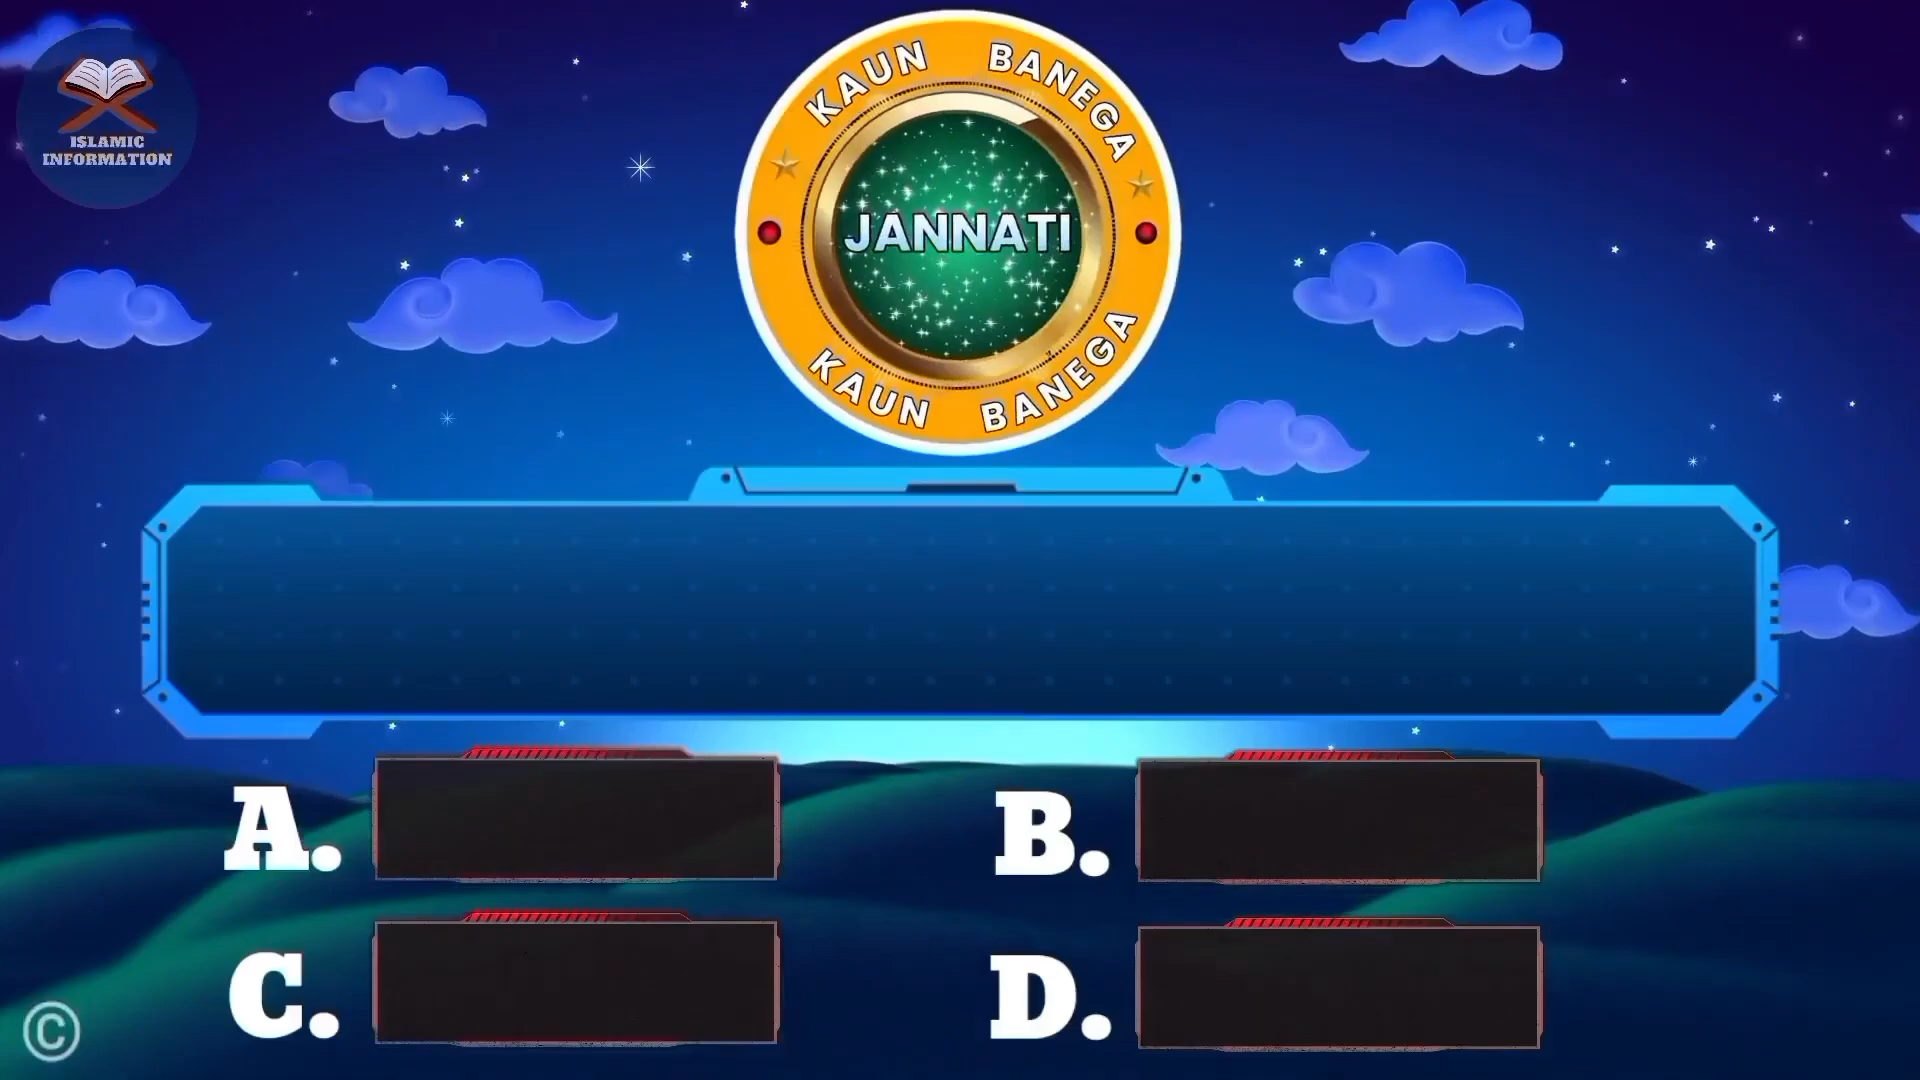 ISLAMIC
INFORMATION
KAUN BANEGA
JANNATI
KAUN BANEGA
A.
B.
C.
D.
©